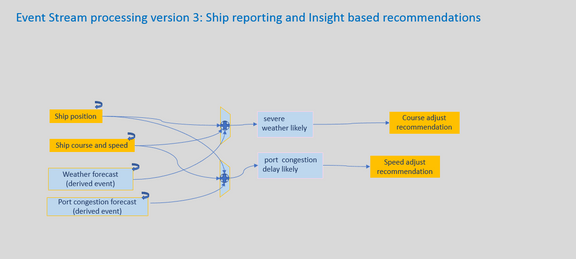 Event Stream processing version 3: Ship reporting and Insight based recommendations
Ship position
Ship course and speed
Weather forecast
(derived event)
Port congestion forecast
(derived event)
severe
weather likely
port congestion
delay likely
Course adjust
recommendation
Speed adjust
recommendation